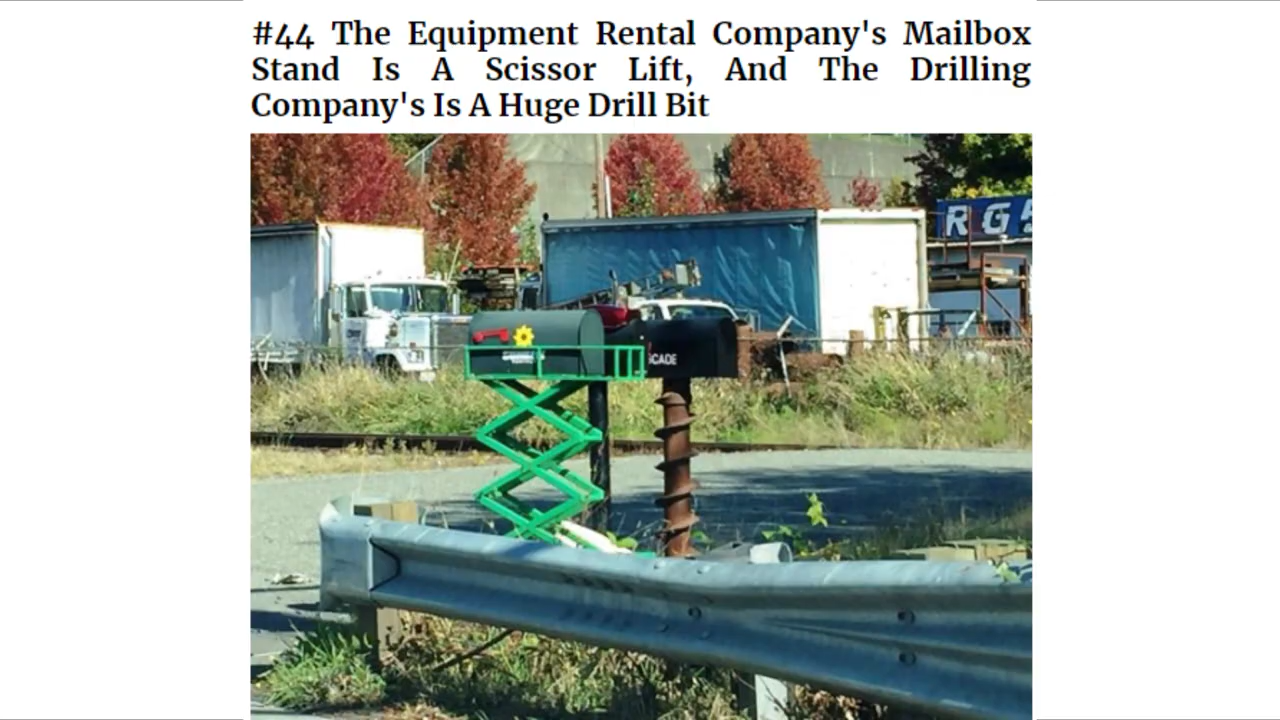 #44 The Equipment Rental Company's Mailbox
Stand Is A Scissor Lift, And The Drilling
Company's Is A Huge Drill Bit
RG
SCADE